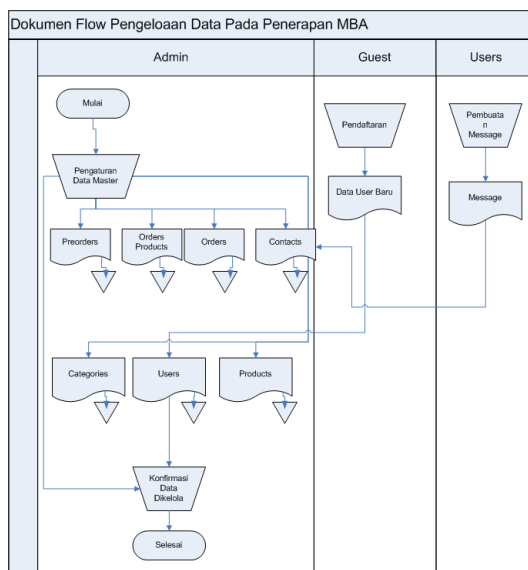 Dokumen Flow Pengeloaan Data Pada Penerapan MBA
Admin
Guest
Users
Mulai
Pendaftaran
Pembuata
n
Message
Pengaturan
Data Master
Data User Baru
Message
Preorders
Orders
Products
Orders
Contacts
Categories
Users
Products
Konfirmasi
Data
Dikelola
Selesai